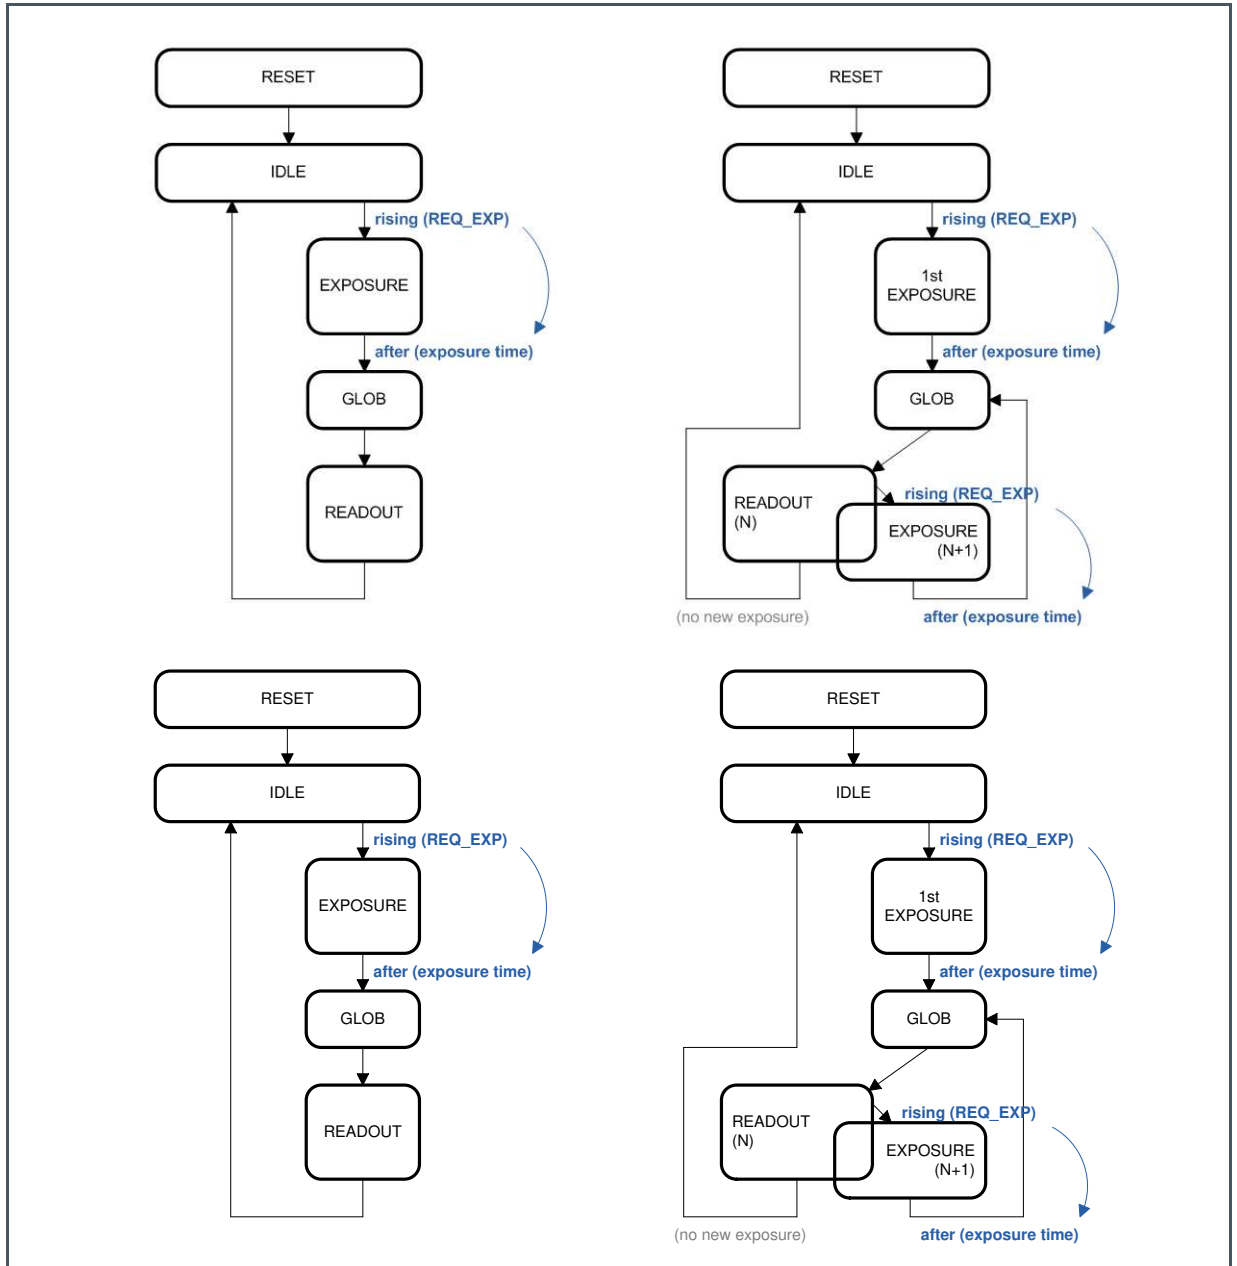 RESET
IDLE
rising (REQ_EXP)
EXPOSURE
after (exposure time)
GLOB
READOUT
RESET
IDLE
rising (REQ_EXP)
1st
EXPOSURE
after (exposure time)
GLOB
READOUT
(N)
rising (REQ_EXP)
EXPOSURE
(N+1)
(no new exposure)
after (exposure time)
RESET
IDLE
rising (REQ_EXP)
EXPOSURE
after (exposure time)
GLOB
READOUT
RESET
IDLE
rising (REQ_EXP)
1st
EXPOSURE
after (exposure time)
GLOB
READOUT
(N)
rising (REQ_EXP)
EXPOSURE
(N+1)
(no new exposure)
after (exposure time)